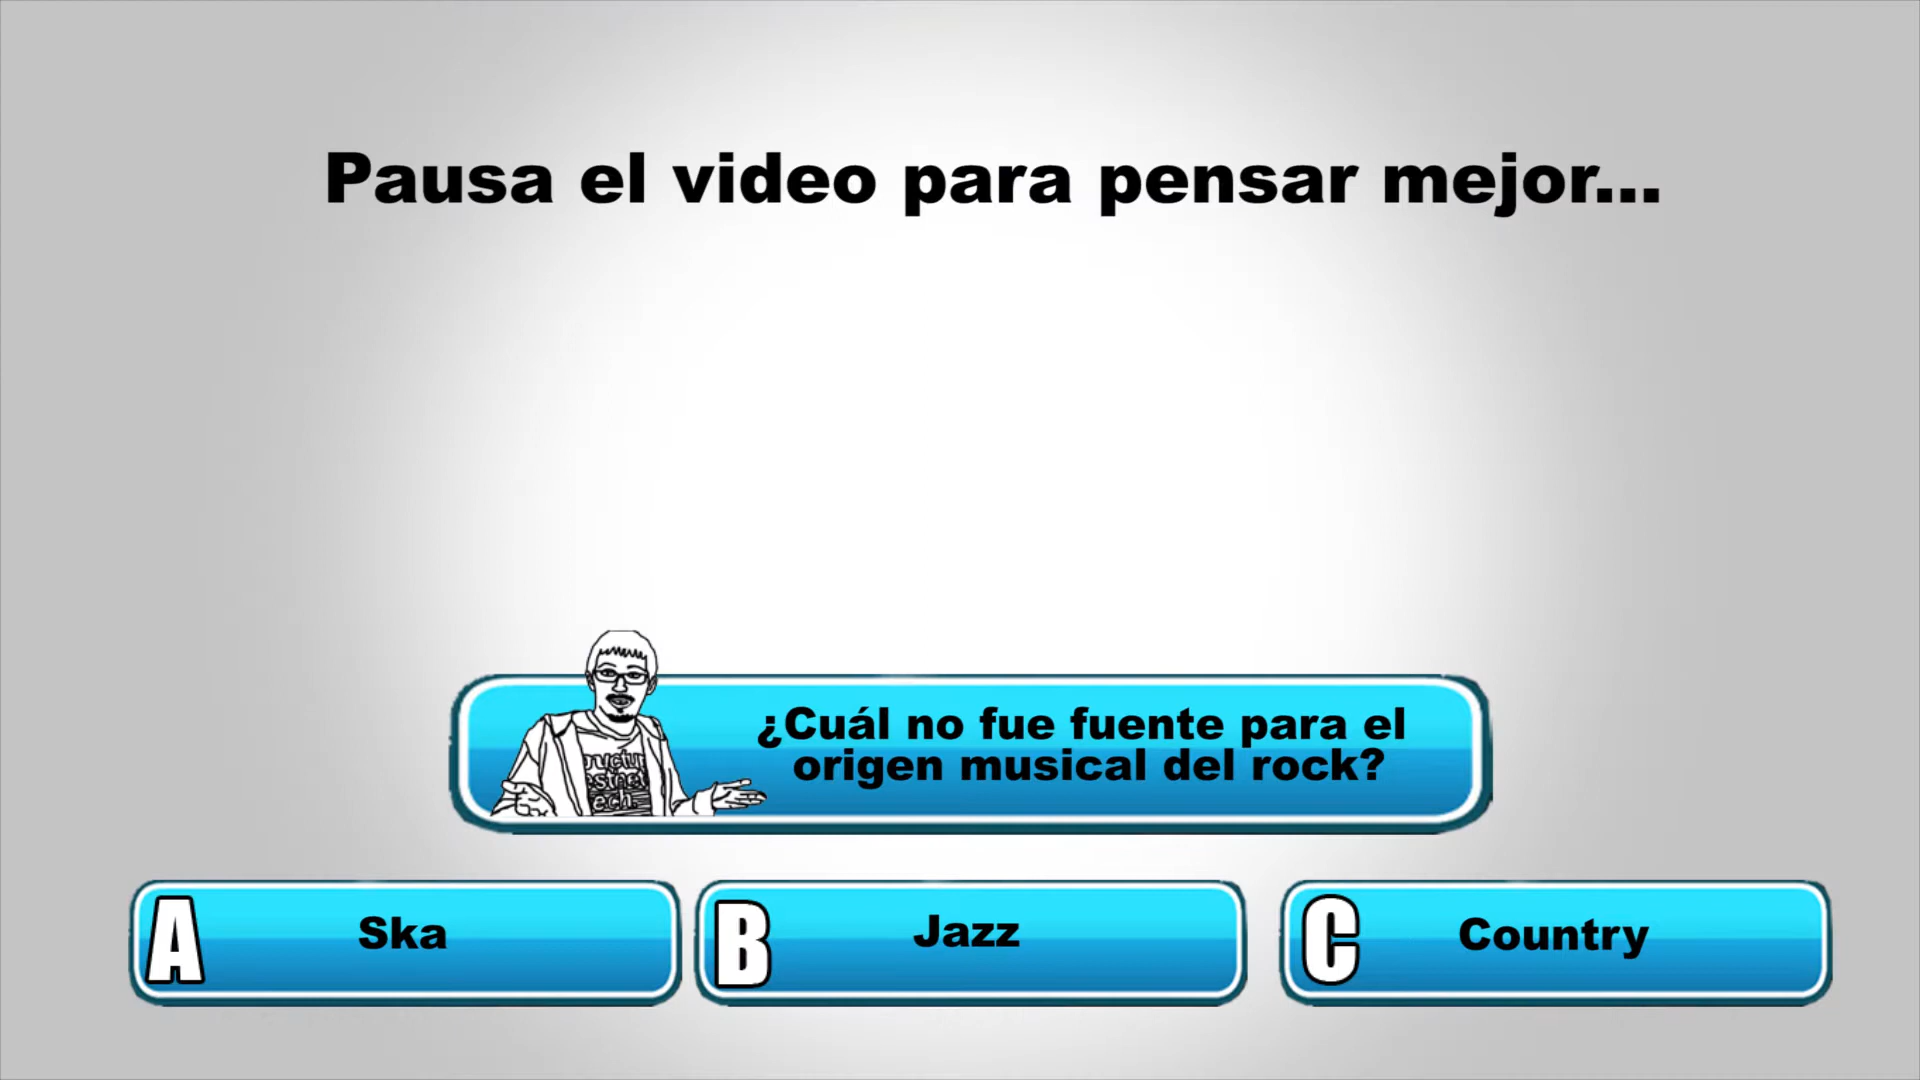 Pausa el video para pensar mejor...
¿Cuál no fue fuente para el
origen musical del rock?
A Ska
B Jazz
C Country